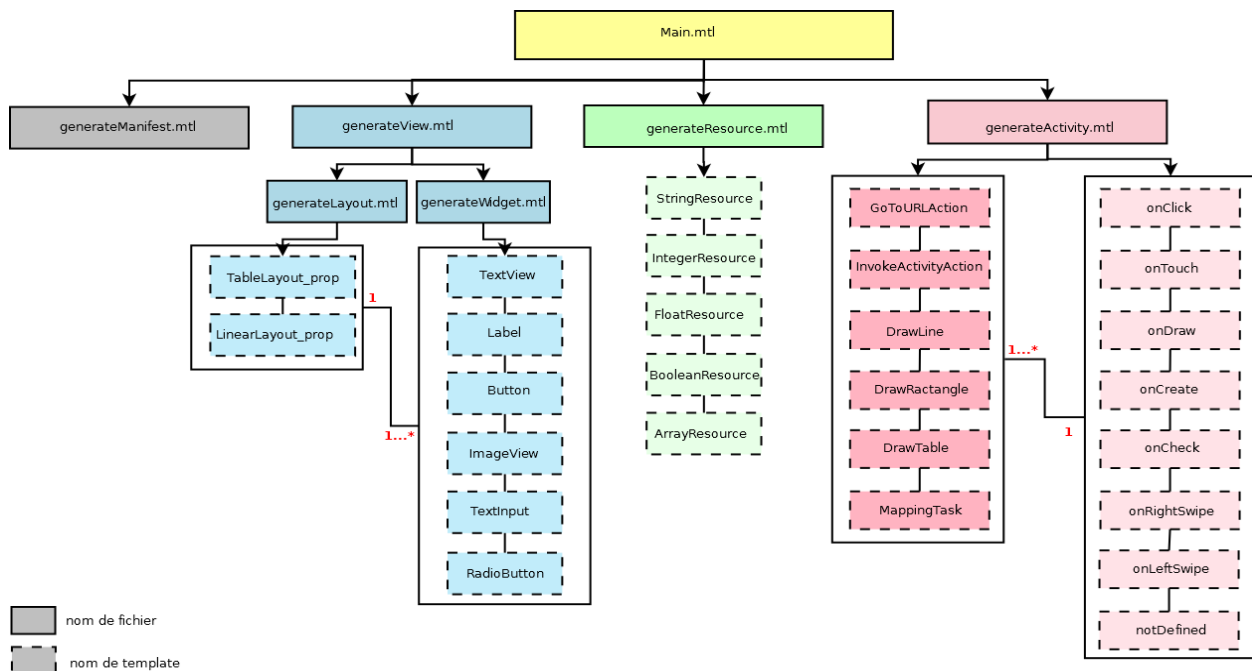 Main.mtl
generateManifest.mtl
generateView.mtl
generateResource.mtl
generateActivity.mtl
generateLayout.mtl
generateWidget.mtl
TableLayout_prop
LinearLayout_prop
1
1...*
TextView
Label
Button
ImageView
TextInput
RadioButton
StringResource
IntegerResource
FloatResource
BooleanResource
ArrayResource
GoToURLAction
InvokeActivityAction
DrawLine
DrawRactangle
DrawTable
MappingTask
1...*
1
onClick
onTouch
onDraw
onCreate
onCheck
onRightSwipe
onLeftSwipe
notDefined
nom de fichier
nom de template